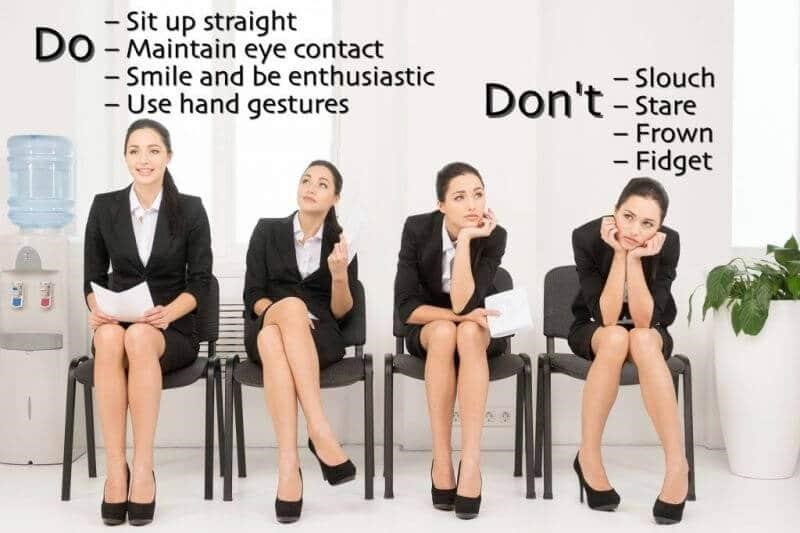 Do
– Sit up straight
– Maintain eye contact
– Smile and be enthusiastic
– Use hand gestures
Don't
– Slouch
– Stare
– Frown
– Fidget